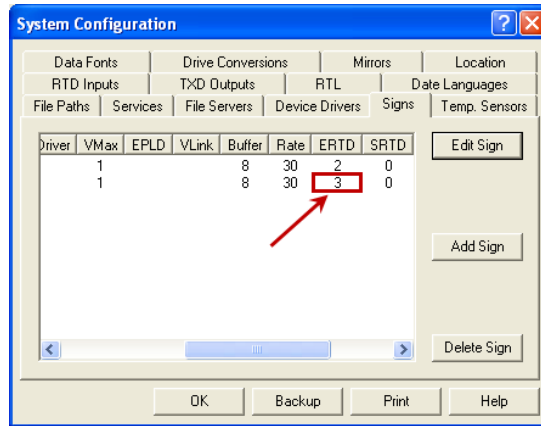 System Configuration
Data Fonts Drive Conversions Mirrors Location
RTD Inputs TXD Outputs RTL Date Languages
File Paths Services File Servers Device Drivers Signs Temp. Sensors
Driver VMax EPLD VLink Buffer Rate ERTD SRTD Edit Sign
1 8 30 2 0
1 8 30 3 0
Add Sign
Delete Sign
OK Backup Print Help